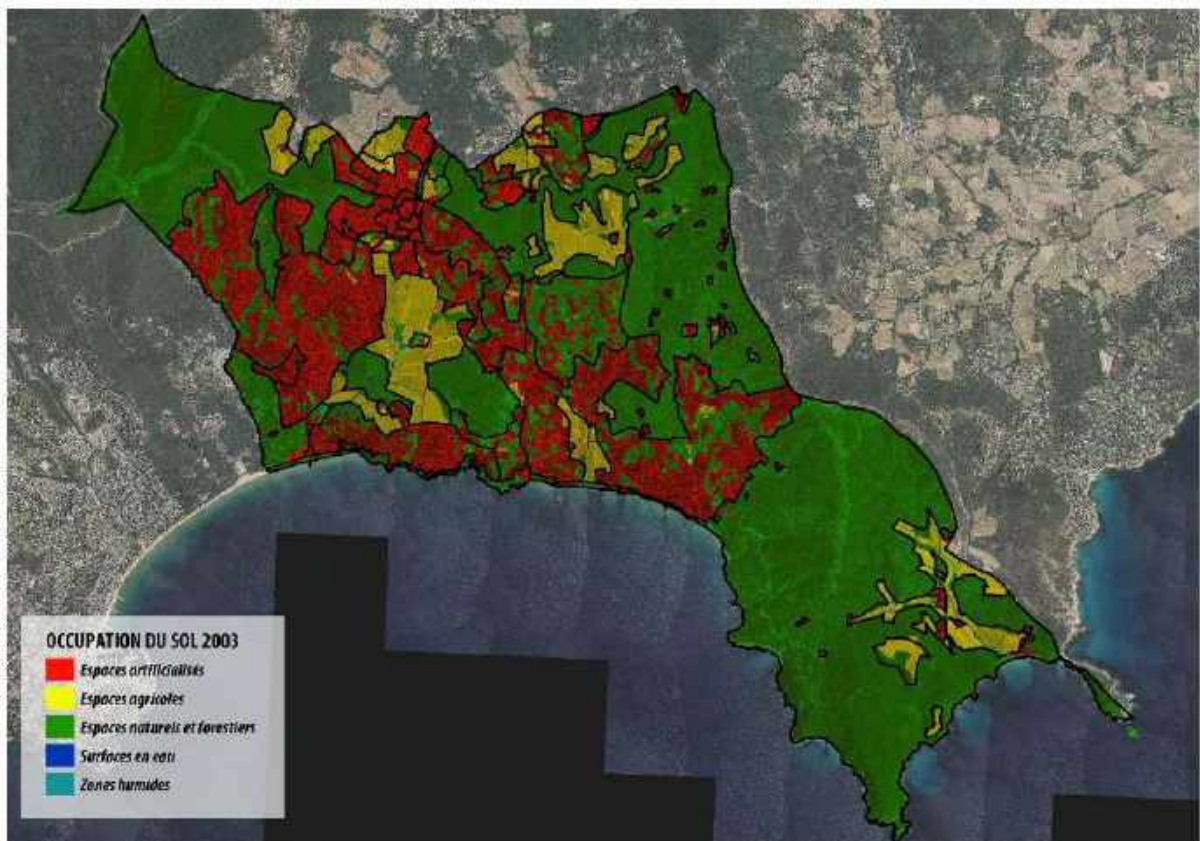 OCCUPATION DU SOL 2003
Espaces artificialisés
Espaces agricoles
Espaces naturels et forestiers
Surfaces en eau
Zones humides